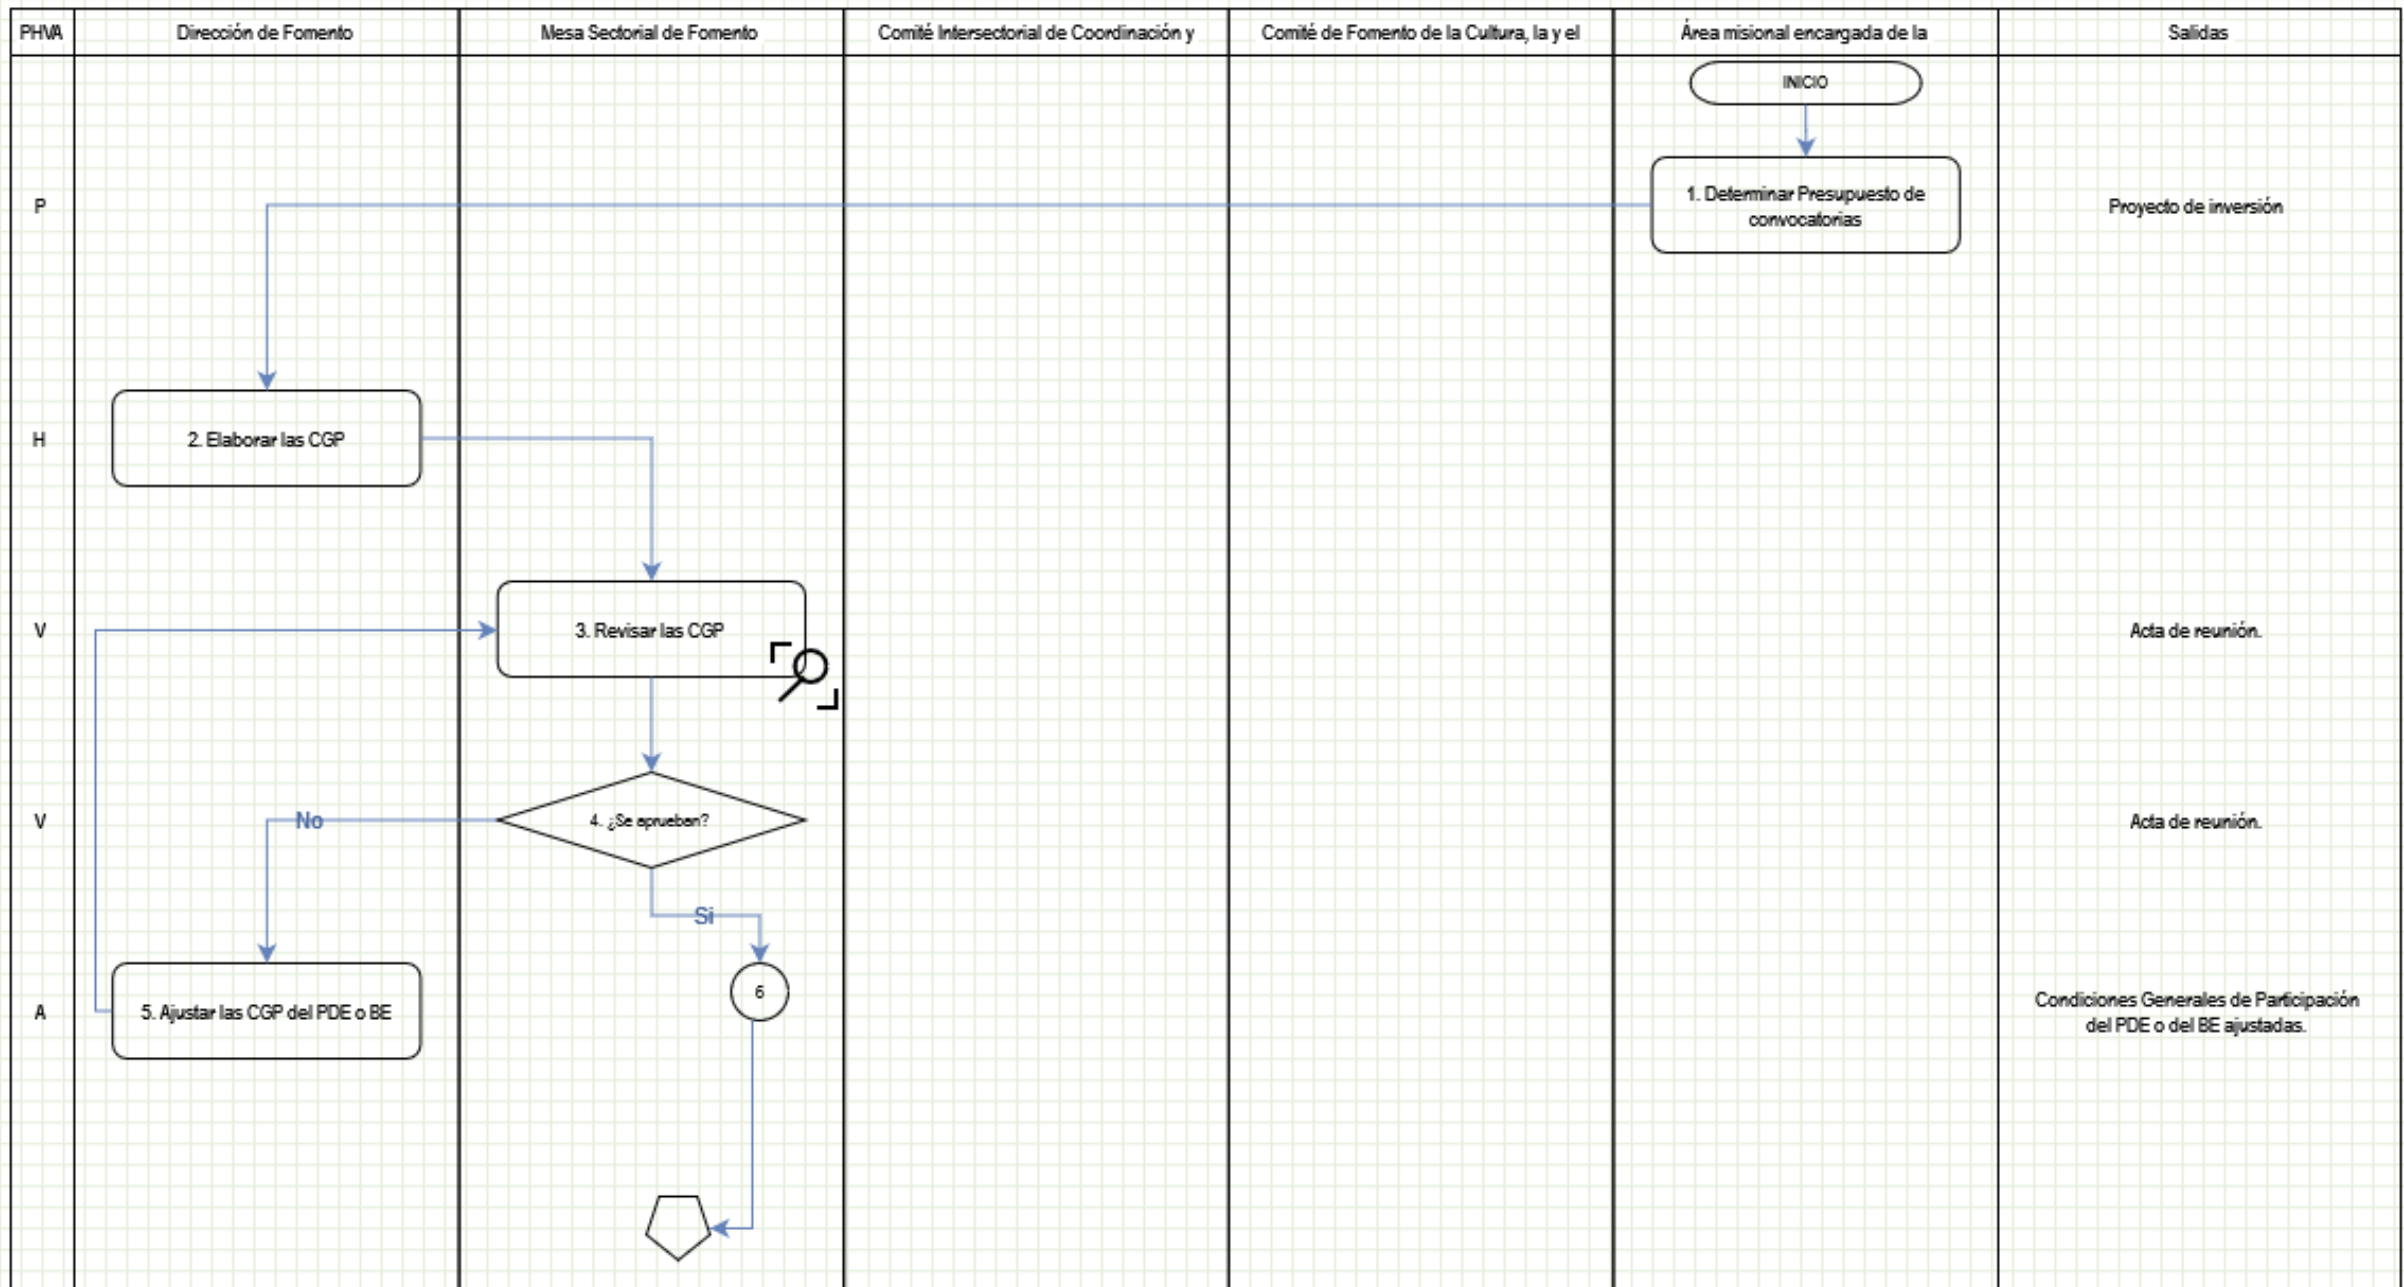 PHVA
Dirección de Fomento
Mesa Sectorial de Fomento
Comité Intersectorial de Coordinación y
Comité de Fomento de la Cultura, la y el
Área misional encargada de la
Salidas
INICIO
P
1. Determinar Presupuesto de
convocatorias
Proyecto de inversión
H
2. Elaborar las CGP
V
3. Revisar las CGP
Acta de reunión.
V
No
4. ¿Se aprueban?
Acta de reunión.
Si
A
5. Ajustar las CGP del PDE o BE
6
Condiciones Generales de Participación
del PDE o del BE ajustadas.